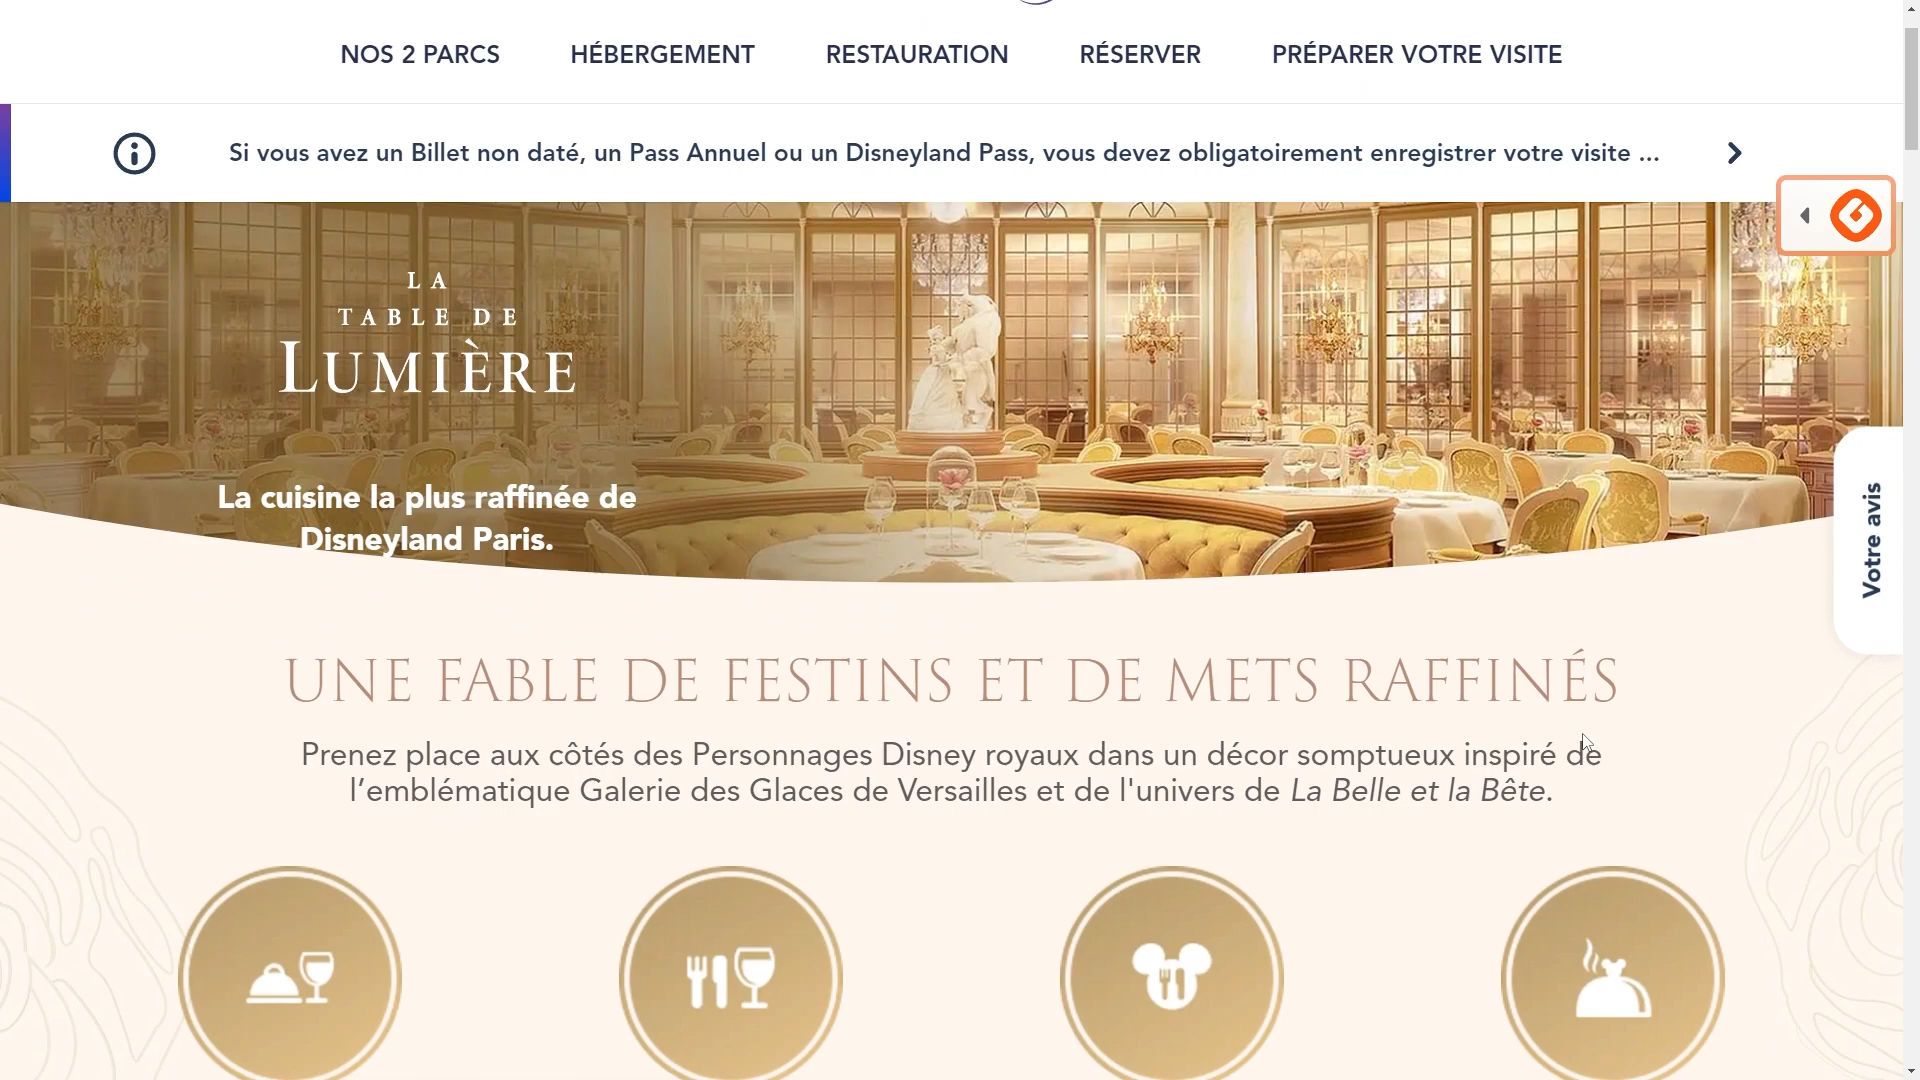 NOS 2 PARCS HÉBERGEMENT RESTAURATION RÉSERVER PRÉPARER VOTRE VISITE
Si vous avez un Billet non daté, un Pass Annuel ou un Disneyland Pass, vous devez obligatoirement enregistrer votre visite ...
LA
TABLE DE
LUMIÈRE
La cuisine la plus raffinée de
Disneyland Paris.
Votre avis
UNE FABLE DE FESTINS ET DE METS RAFFINÉS
Prenez place aux côtés des Personnages Disney royaux dans un décor somptueux inspiré de
l’emblématique Galerie des Glaces de Versailles et de l'univers de La Belle et la Bête.